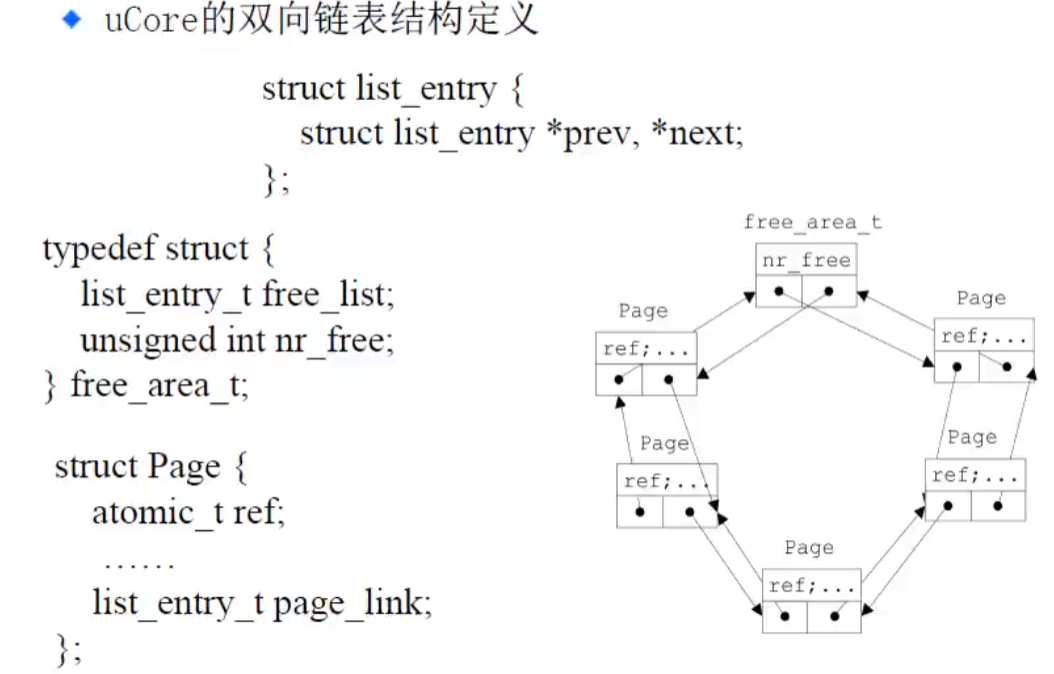 uCore的双向链表结构定义
struct list_entry {
struct list_entry *prev, *next;
};
typedef struct {
list_entry_t free_list;
unsigned int nr_free;
} free_area_t;
struct Page {
atomic_t ref;
......
list_entry_t page_link;
};
free_area_t
nr_free
Page
ref;...
Page
ref;...
Page
ref;...
Page
ref;...
Page
ref;...